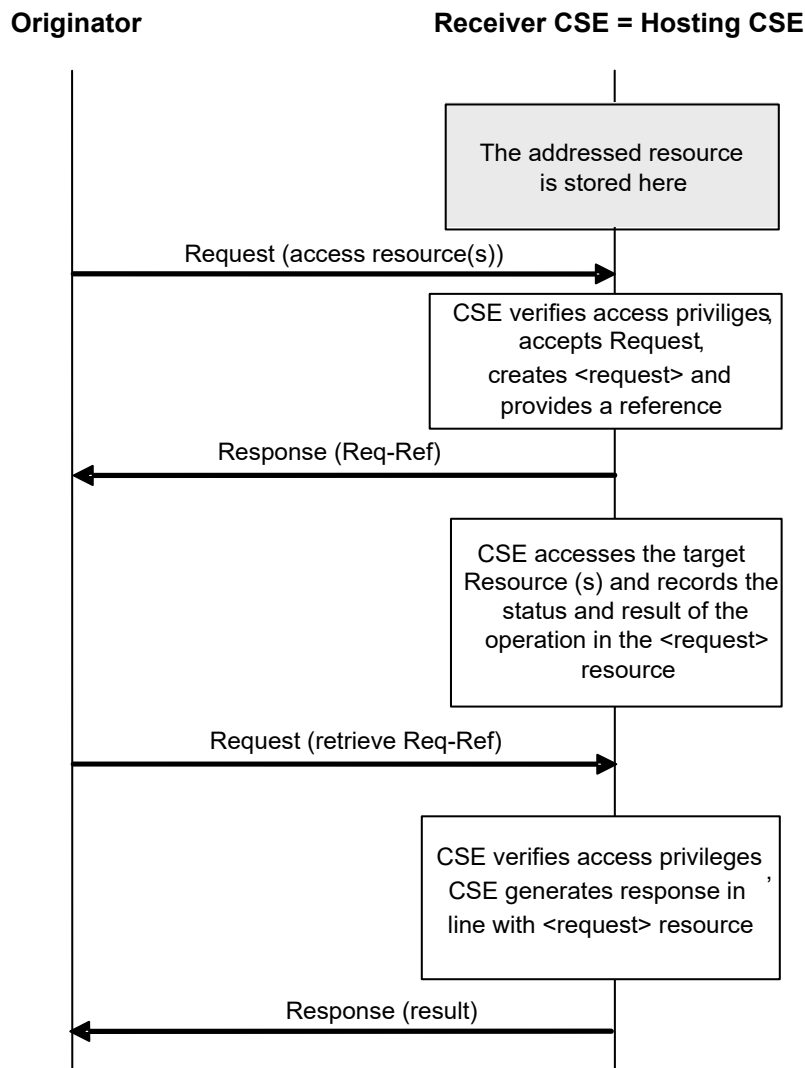 Originator
Receiver CSE = Hosting CSE
The addressed resource
is stored here
Request (access resource(s))
CSE verifies access priviliges,
accepts Request,
creates <request> and
provides a reference
Response (Req-Ref)
CSE accesses the target
Resource (s) and records the
status and result of the
operation in the <request>
resource
Request (retrieve Req-Ref)
CSE verifies access privileges,
CSE generates response in
line with <request> resource
Response (result)